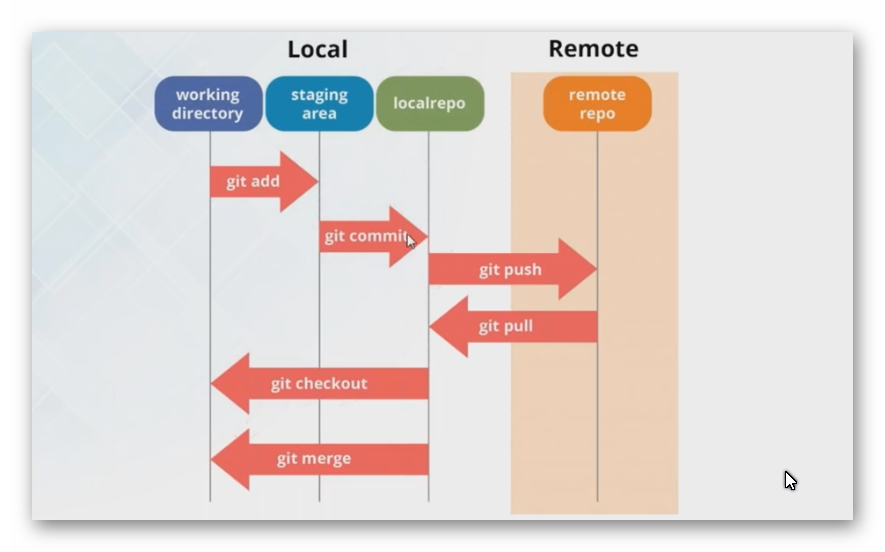 Local
Remote
working
directory
staging
area
localrepo
remote
repo
git add
git commit
git push
git pull
git checkout
git merge